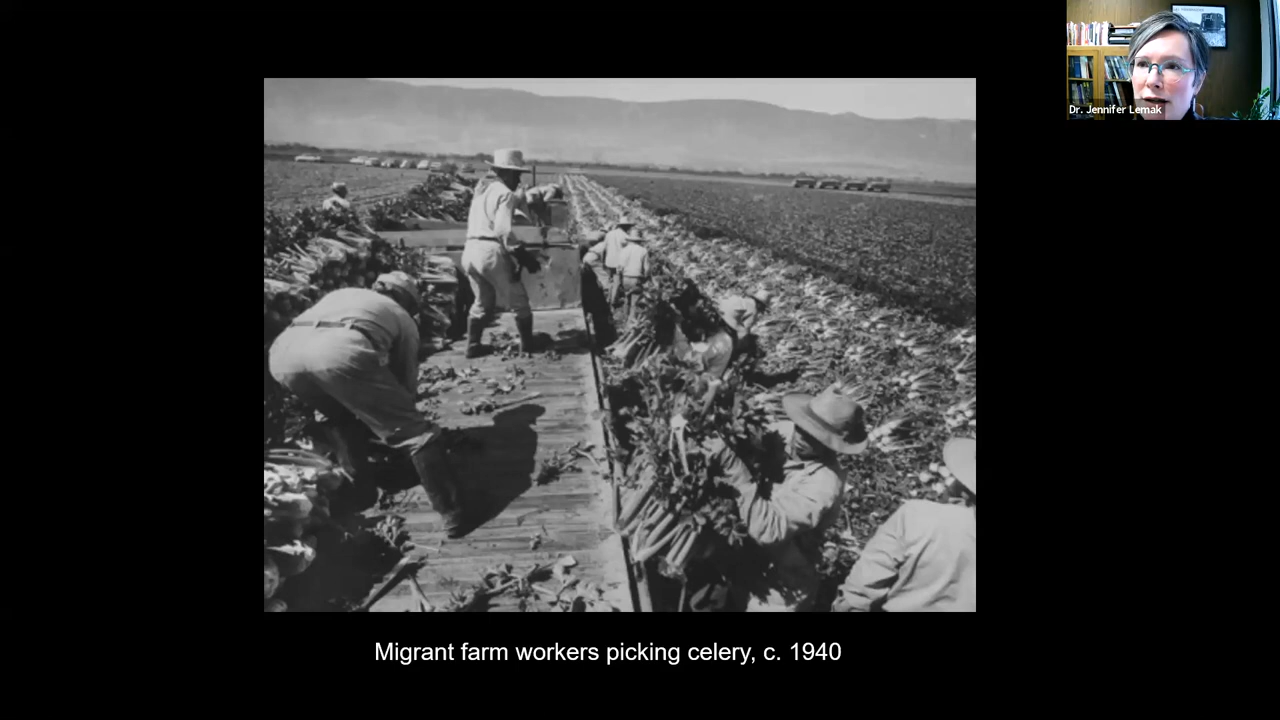 Dr. Jennifer Lemak
Migrant farm workers picking celery, c. 1940